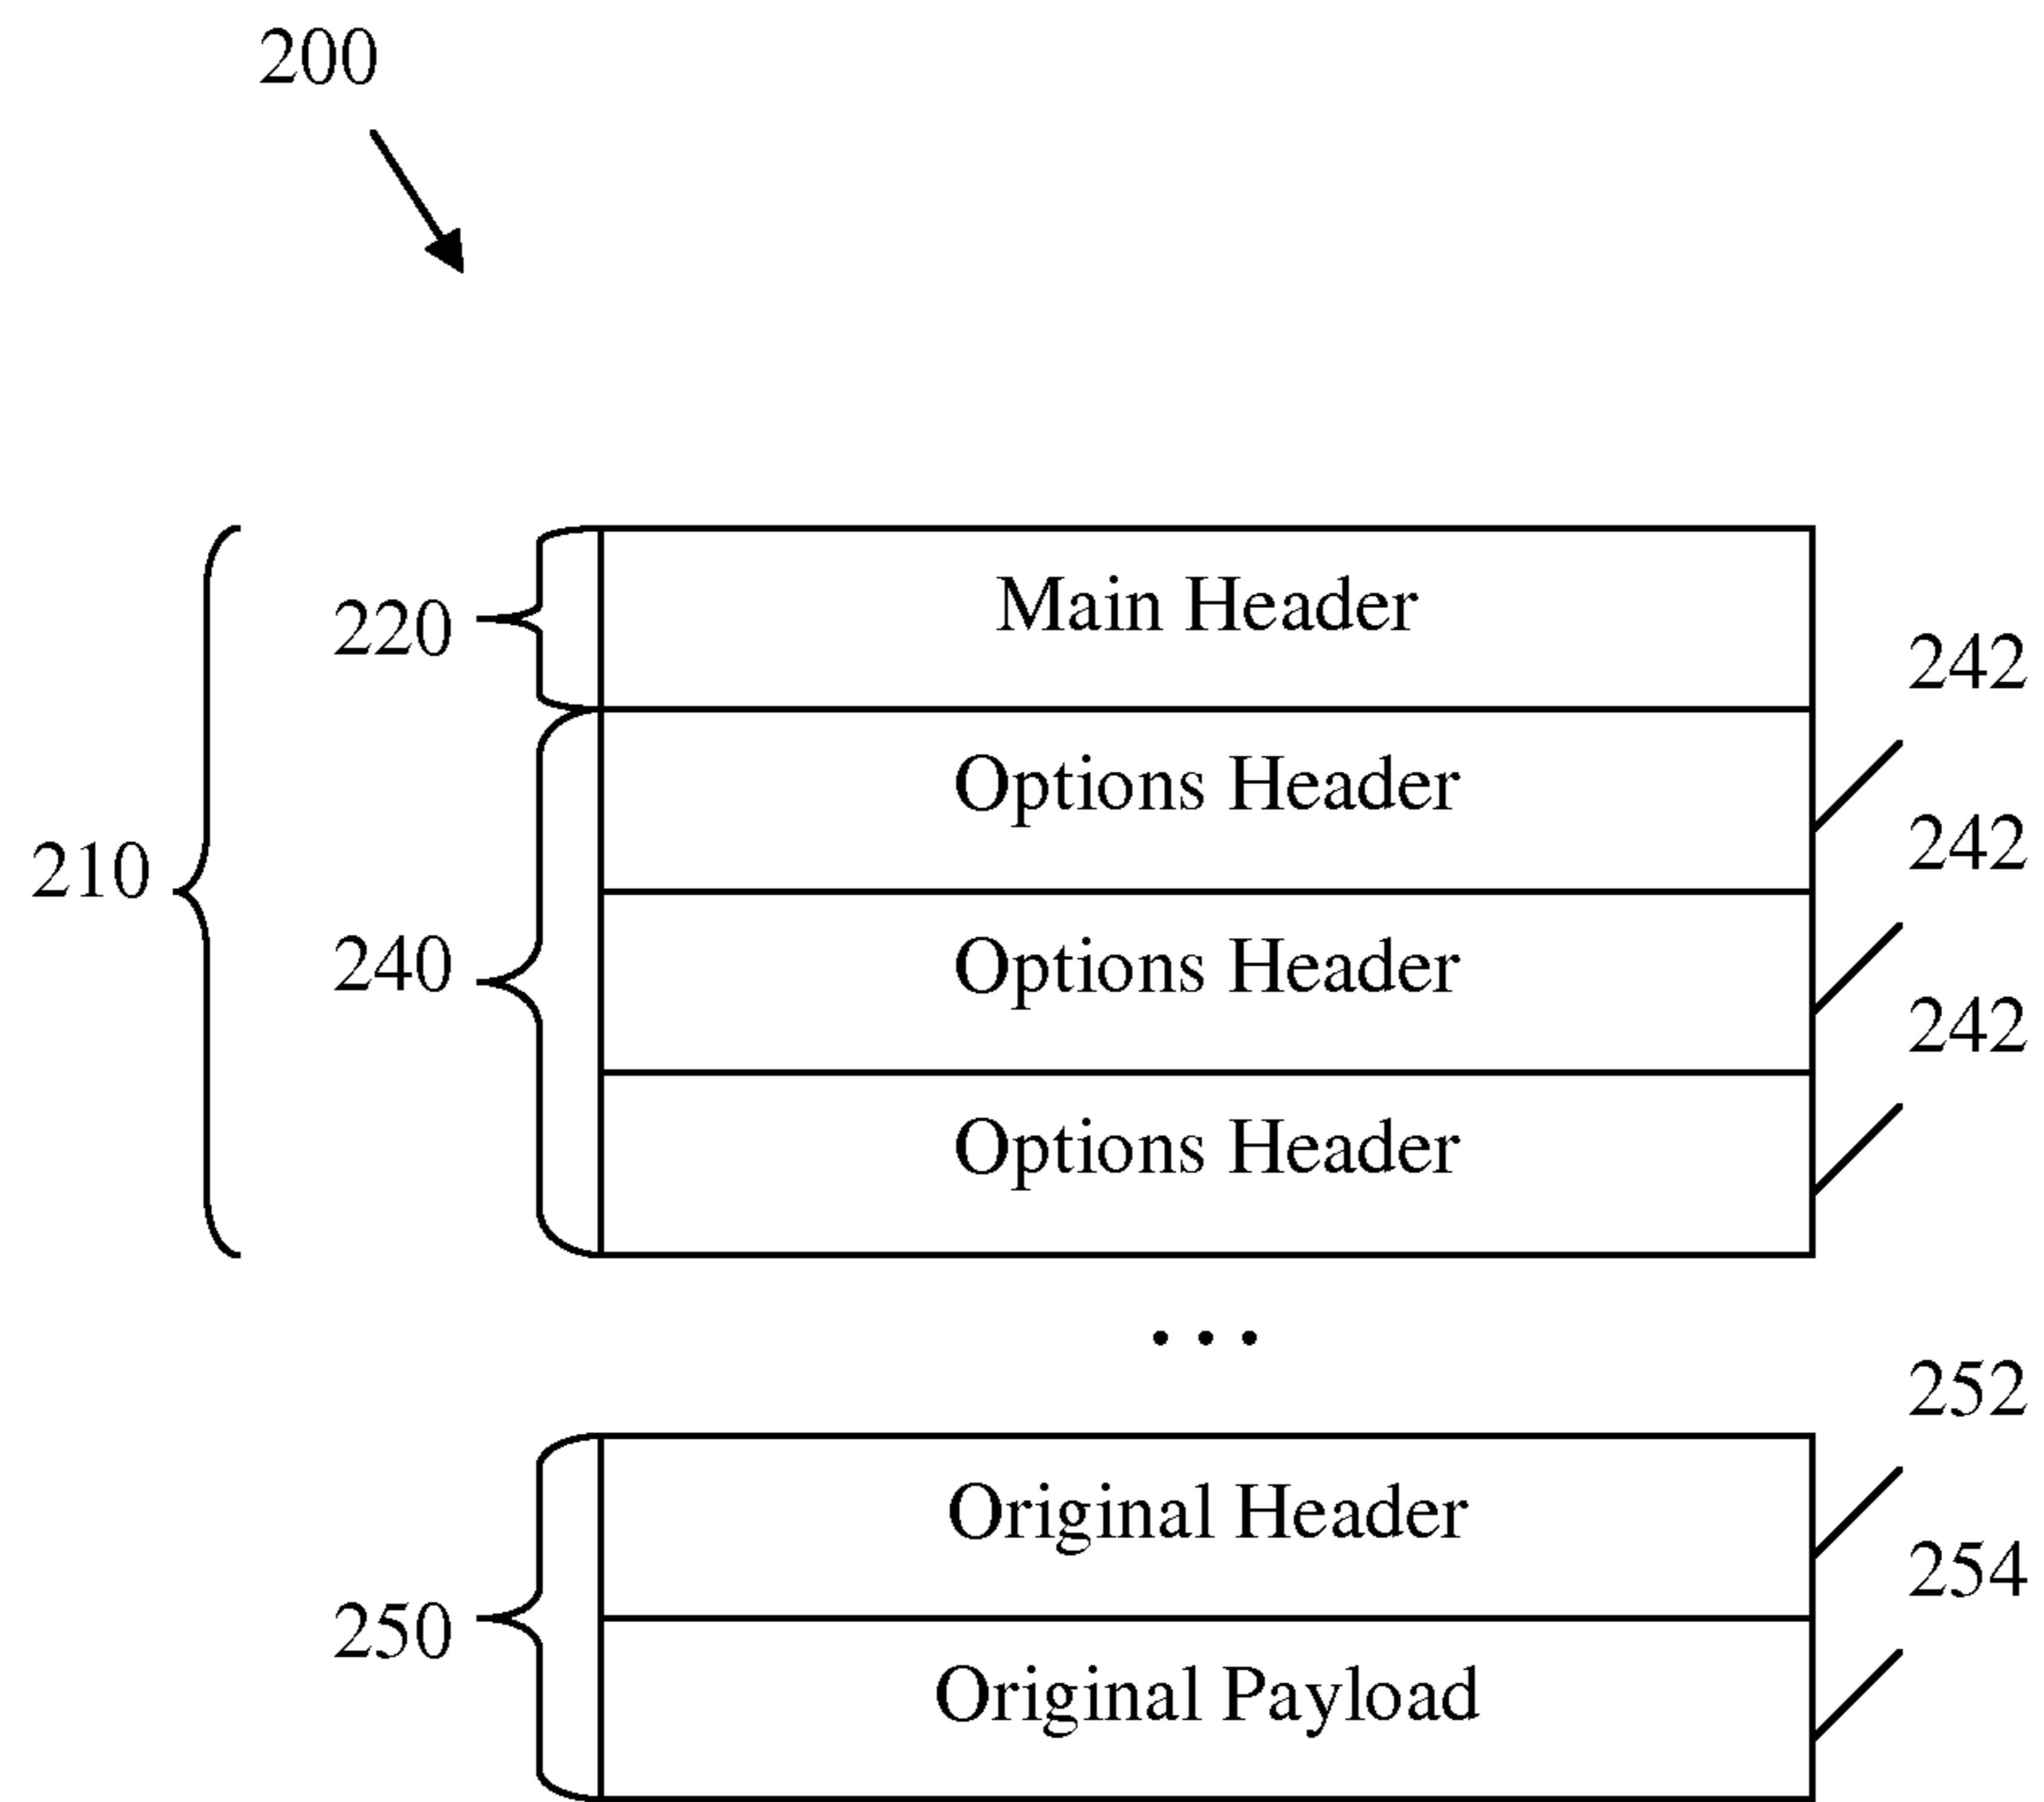 200
Main Header
220
242
Options Header
242
210
240
Options Header
242
Options Header
...
252
Original Header
254
250
Original Payload